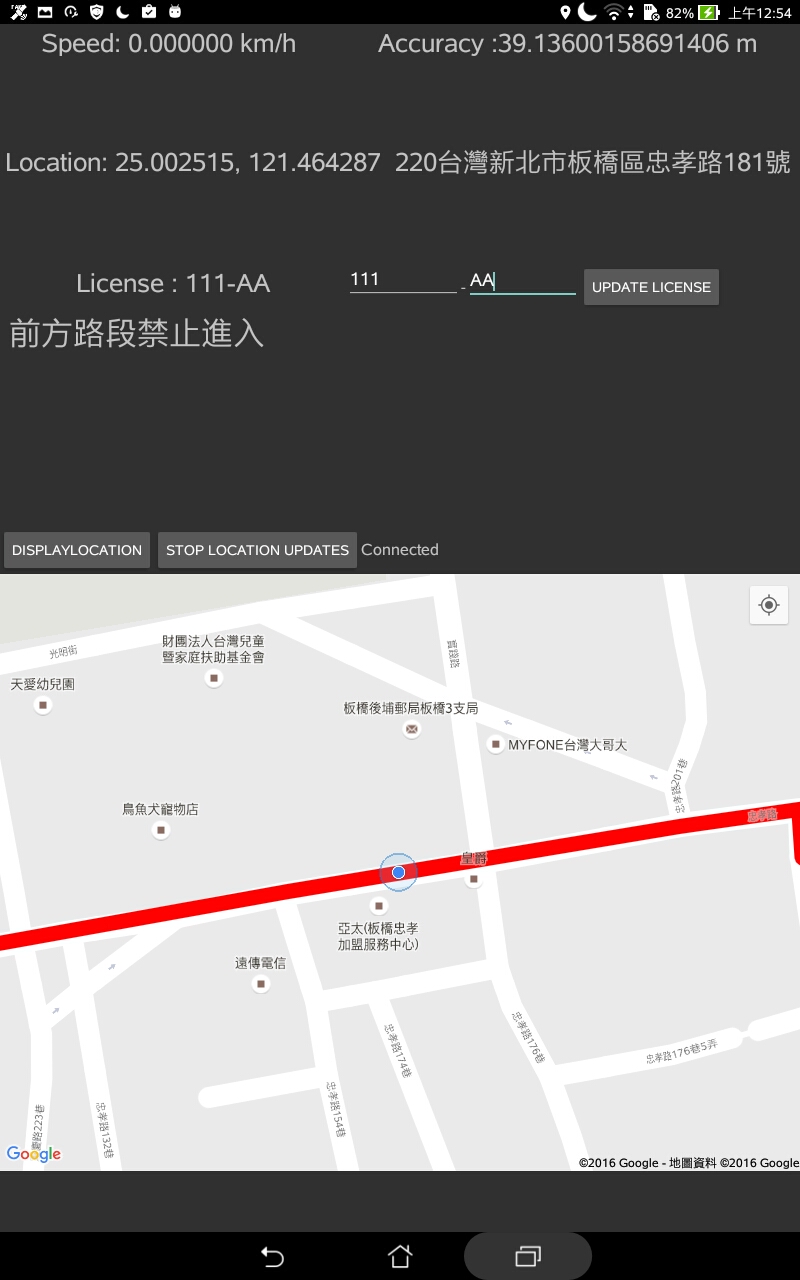 82% 上午12:54
Speed: 0.000000 km/h Accuracy :39.13600158691406 m
Location: 25.002515, 121.464287 220台灣新北市板橋區忠孝路181號
License : 111-AA 111 - AA UPDATE LICENSE
前方路段禁止進入
DISPLAYLOCATION STOP LOCATION UPDATES Connected
光明街
財團法人台灣兒童
暨家庭扶助基金會
實踐路
天愛幼兒園
板橋後埔郵局板橋3支局
MYFONE台灣大哥大
忠孝路201巷
鳥魚犬寵物店
忠孝路
皇爵
亞太(板橋忠孝
加盟服務中心)
遠傳電信
忠孝路174巷
忠孝路176巷
忠孝路176巷5弄
忠孝路154巷
忠孝路132巷
路223巷
Google
©2016 Google - 地圖資料 ©2016 Google